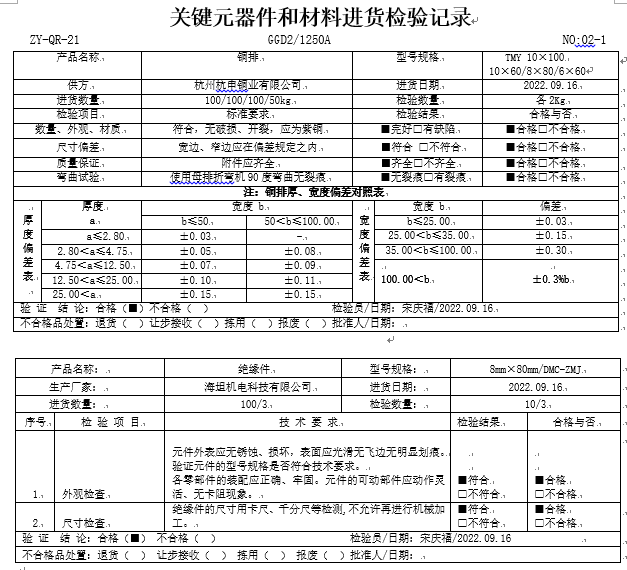 关键元器件和材料进货检验记录
ZY-QR-21 GGD2/1250A NO:02-1
产品名称 铜排 型号规格 TMY 10×100
10×60/8×80/6×60
供方 杭州杭申铜业有限公司 进货日期 2022.09.16
进货数量 100/100/100/50kg 检验数量 各2Kg
检验项目 标准要求 检验结果 合格与否
数量、外观、材质 符合,无破损、开裂,应为紫铜 ■完好□有缺陷 ■合格□不合格
尺寸偏差 宽边、窄边应在偏差规定之内 ■符合 □不符合 ■合格□不合格
质量保证 附件应齐全 ■齐全□不齐全 ■合格□不合格
弯曲试验 使用母排折弯机90度弯曲无裂痕 ■无裂痕□有裂痕 ■合格□不合格
注:铜排厚、宽度偏差对照表
厚度偏差表 厚度 a 宽度 b 宽度偏差表 宽度 b 偏差
b≤50 50<b≤100.00 b≤25.00 ±0.03
a≤2.80 ±0.03 - 25.00<b≤35.00 ±0.15
2.80<a≤4.75 ±0.05 ±0.08 35.00<b≤100.00 ±0.30
4.75<a≤12.50 ±0.07 ±0.09 100.00<b ±0.3%b
12.50<a≤25.00 ±0.10 ±0.11
25.00<a ±0.15 ±0.15
验 证 结 论:合格(■)不合格( ) 检验员/日期:宋庆福/2022.09.16
不合格品处置:退货( )让步接收( )拣用( )报废( )批准人/日期:
产品名称: 绝缘件 型号规格: 8mm×80mm/DMC-ZMJ
生产厂家: 海坦机电科技有限公司 进货日期: 2022.09.16
进货数量: 100/3 检验数量: 10/3
序号 检 验 项 目 技 术 要 求 检验结果 合格与否
元件外表应无锈蚀、损坏,表面应光滑无飞边无明显划痕。
验证元件的型号规格是否符合技术要求。
各零部件的装配应正确、牢固。元件的可动部件应动作灵 ■符合 ■合格
1. 外观检查 活、无卡阻现象。 □不符合 □不合格
绝缘件的尺寸用卡尺、千分尺等检测,不允许再进行机械加 ■符合 ■合格
2. 尺寸检查 工。 □不符合 □不合格
验 证 结 论:合格(■) 不合格( ) 检验员/日期:宋庆福/2022.09.16
不合格品处置:退货( ) 让步接收( ) 拣用( ) 报废( )批准人/日期: